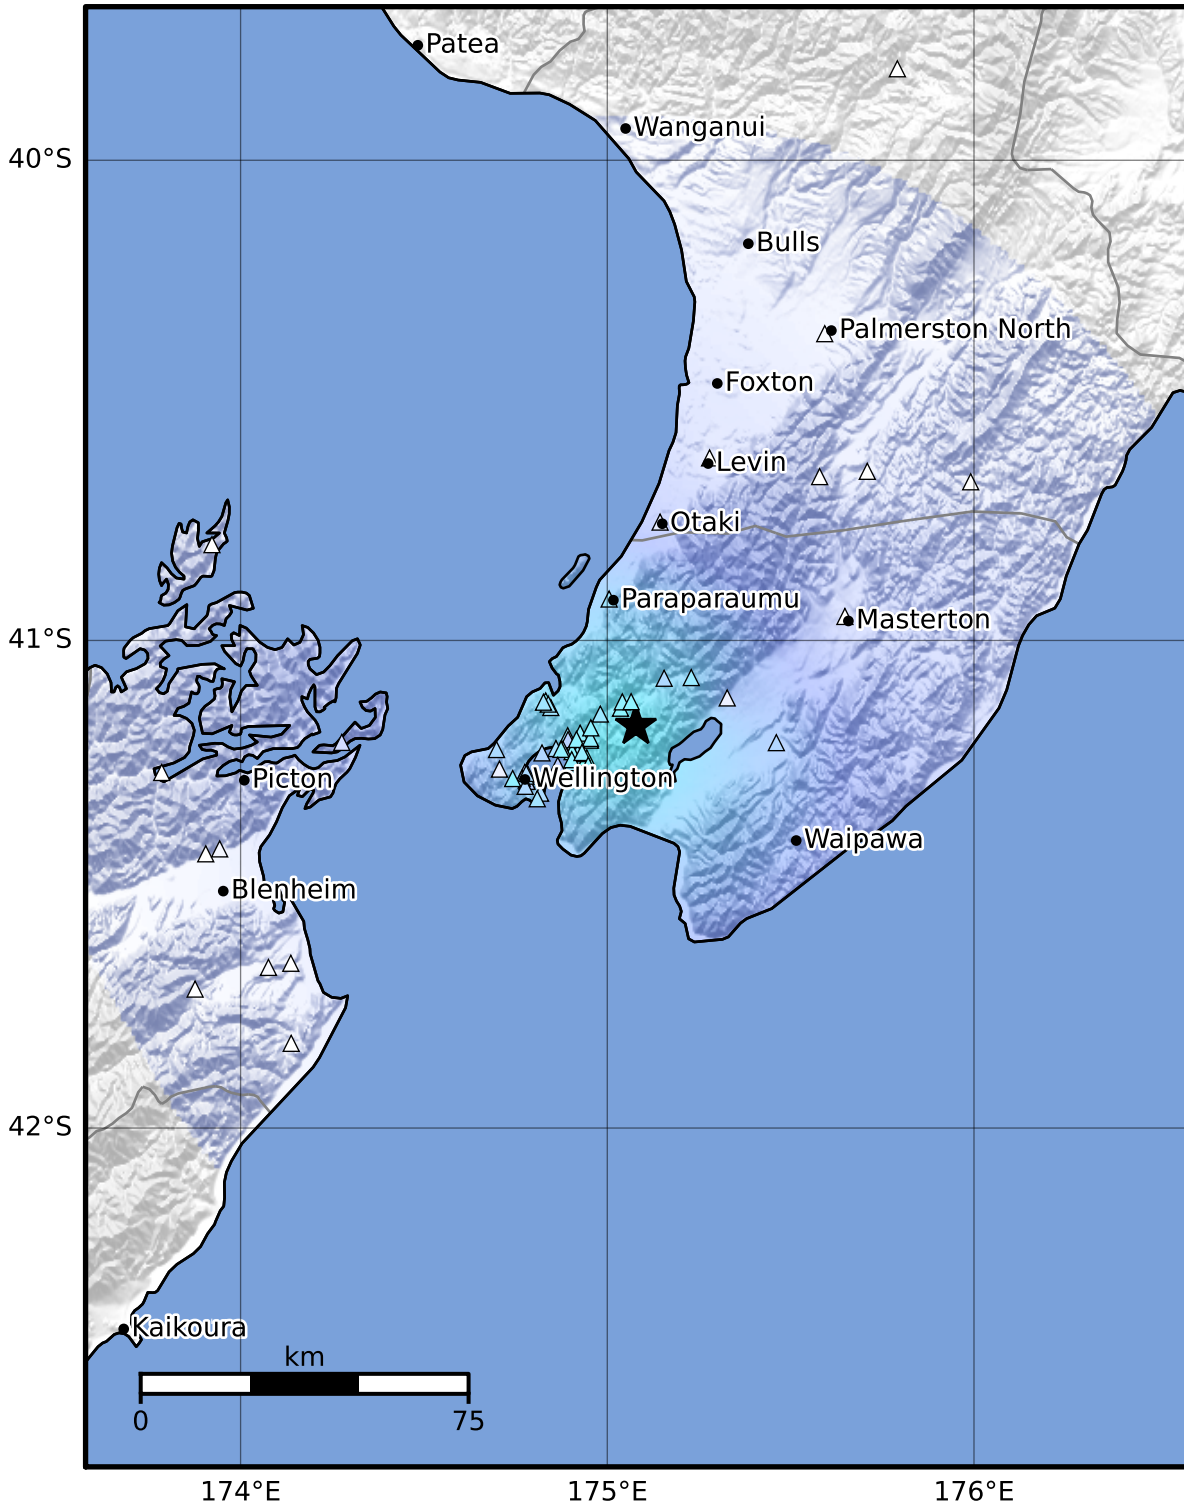 Patea
Wanganui
40°S
Bulls
Palmerston North
Foxton
Levin
Otaki
Paraparaumu
Masterton
41°S
Picton
Wellington
Waipawa
Blenheim
42°S
Kaikoura
km
0
75
174°E
175°E
176°E